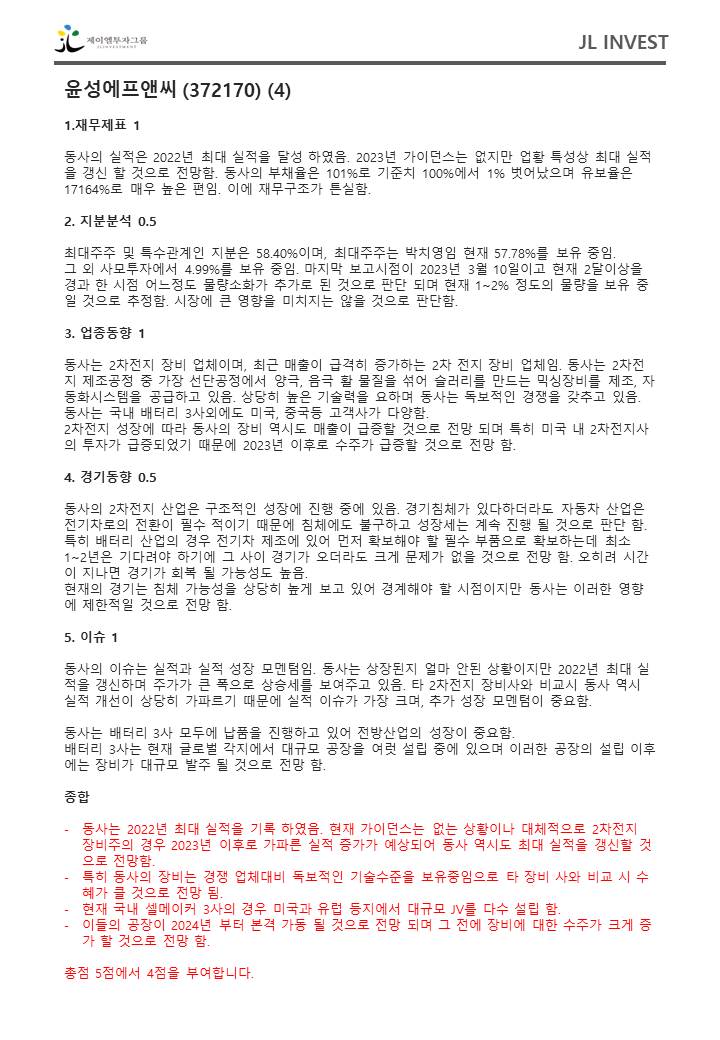 제이엘투자그룹
JL INVESTMENT
JL INVEST
윤성에프앤씨 (372170) (4)
1.재무제표 1
동사의 실적은 2022년 최대 실적을 달성 하였음. 2023년 가이던스는 없지만 업황 특성상 최대 실적
을 갱신 할 것으로 전망함. 동사의 부채율은 101%로 기준치 100%에서 1% 벗어났으며 유보율은
17164%로 매우 높은 편임. 이에 재무구조가 튼실함.
2. 지분분석 0.5
최대주주 및 특수관계인 지분은 58.40%이며, 최대주주는 박치영임 현재 57.78%를 보유 중임.
그 외 사모투자에서 4.99%를 보유 중임. 마지막 보고시점이 2023년 3월 10일이고 현재 2달이상을
경과 한 시점 어느정도 물량소화가 추가로 된 것으로 판단 되며 현재 1~2% 정도의 물량을 보유 중
일 것으로 추정함. 시장에 큰 영향을 미치지는 않을 것으로 판단함.
3. 업종동향 1
동사는 2차전지 장비 업체이며, 최근 매출이 급격히 증가하는 2차 전지 장비 업체임. 동사는 2차전
지 제조공정 중 가장 선단공정에서 양극, 음극 활 물질을 섞어 슬러리를 만드는 믹싱장비를 제조, 자
동화시스템을 공급하고 있음. 상당히 높은 기술력을 요하며 동사는 독보적인 경쟁을 갖추고 있음.
동사는 국내 배터리 3사외에도 미국, 중국등 고객사가 다양함.
2차전지 성장에 따라 동사의 장비 역시도 매출이 급증할 것으로 전망 되며 특히 미국 내 2차전지사
의 투자가 급증되었기 때문에 2023년 이후로 수주가 급증할 것으로 전망 함.
4. 경기동향 0.5
동사의 2차전지 산업은 구조적인 성장에 진행 중에 있음. 경기침체가 있다하더라도 자동차 산업은
전기차로의 전환이 필수 적이기 때문에 침체에도 불구하고 성장세는 계속 진행 될 것으로 판단 함.
특히 배터리 산업의 경우 전기차 제조에 있어 먼저 확보해야 할 필수 부품으로 확보하는데 최소
1~2년은 기다려야 하기에 그 사이 경기가 오더라도 크게 문제가 없을 것으로 전망 함. 오히려 시간
이 지나면 경기가 회복 될 가능성도 높음.
현재의 경기는 침체 가능성을 상당히 높게 보고 있어 경계해야 할 시점이지만 동사는 이러한 영향
에 제한적일 것으로 전망 함.
5. 이슈 1
동사의 이슈는 실적과 실적 성장 모멘텀임. 동사는 상장된지 얼마 안된 상황이지만 2022년 최대 실
적을 갱신하며 주가가 큰 폭으로 상승세를 보여주고 있음. 타 2차전지 장비사와 비교시 동사 역시
실적 개선이 상당히 가파르기 때문에 실적 이슈가 가장 크며, 추가 성장 모멘텀이 중요함.
동사는 배터리 3사 모두에 납품을 진행하고 있어 전방산업의 성장이 중요함.
배터리 3사는 현재 글로벌 각지에서 대규모 공장을 여럿 설립 중에 있으며 이러한 공장의 설립 이후
에는 장비가 대규모 발주 될 것으로 전망 함.
종합
- 동사는 2022년 최대 실적을 기록 하였음. 현재 가이던스는 없는 상황이나 대체적으로 2차전지
장비주의 경우 2023년 이후로 가파른 실적 증가가 예상되어 동사 역시도 최대 실적을 갱신할 것
으로 전망함.
- 특히 동사의 장비는 경쟁 업체대비 독보적인 기술수준을 보유중임으로 타 장비 사와 비교 시 수
혜가 클 것으로 전망 됨.
- 현재 국내 셀메이커 3사의 경우 미국과 유럽 등지에서 대규모 JV를 다수 설립 함.
- 이들의 공장이 2024년 부터 본격 가동 될 것으로 전망 되며 그 전에 장비에 대한 수주가 크게 증
가 할 것으로 전망 함.
총점 5점에서 4점을 부여합니다.